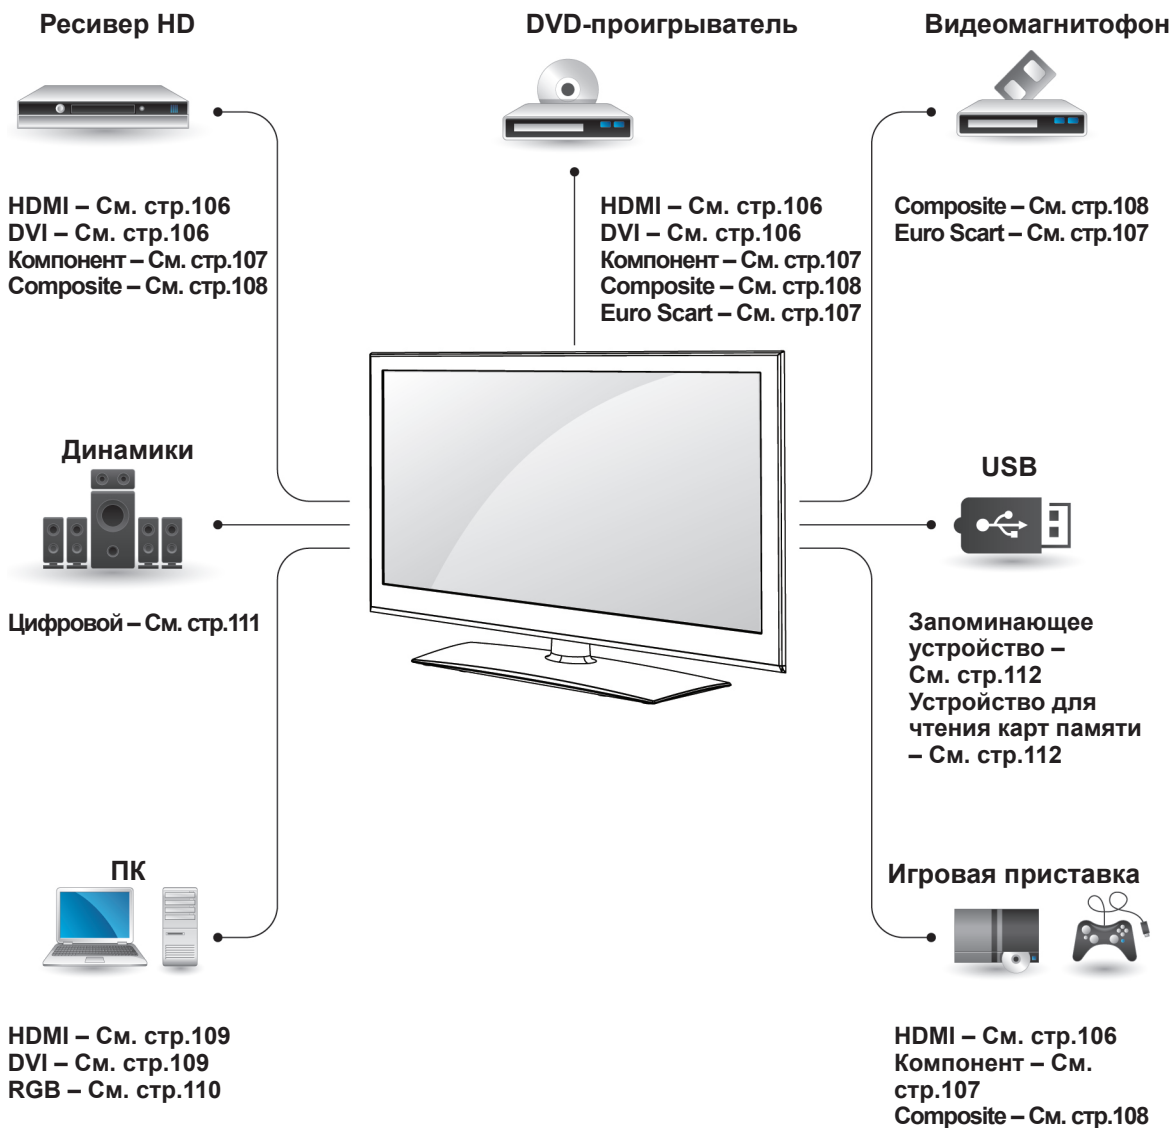 Ресивер HD
HDMI – См. стр.106
DVI – См. стр.106
Компонент – См. стр.107
Composite – См. стр.108
DVD-проигрыватель
HDMI – См. стр.106
DVI – См. стр.106
Компонент – См. стр.107
Composite – См. стр.108
Euro Scart – См. стр.107
Видеомагнитофон
Composite – См. стр.108
Euro Scart – См. стр.107
Динамики
Цифровой – См. стр.111
USB
Запоминающее
устройство –
См. стр.112
Устройство для
чтения карт памяти
– См. стр.112
ПК
HDMI – См. стр.109
DVI – См. стр.109
RGB – См. стр.110
Игровая приставка
HDMI – См. стр.106
Компонент – См.
стр.107
Composite – См. стр.108